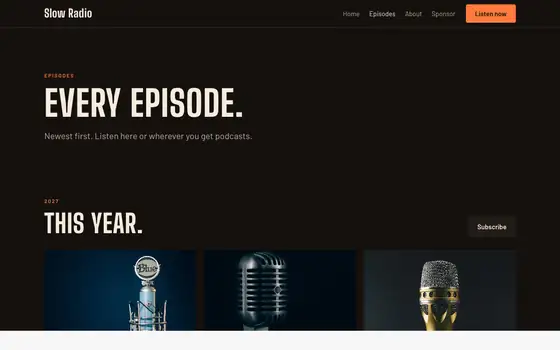 Slow Radio
Home Episodes About Sponsor Listen now
EPISODES
EVERY EPISODE.
Newest first. Listen here or wherever you get podcasts.
2027
THIS YEAR.
Subscribe
Blue